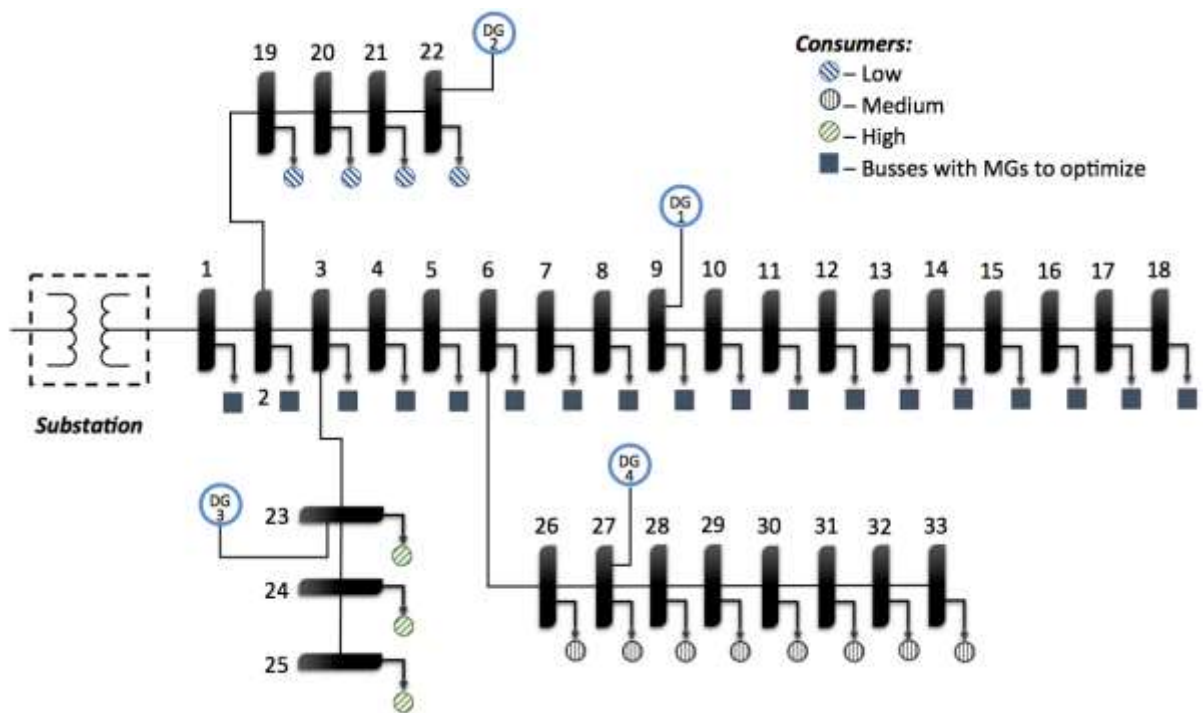 DG
2
19 20 21 22
Consumers:
– Low
– Medium
– High
– Busses with MGs to optimize
DG
1
1 3 4 5 6 7 8 9 10 11 12 13 14 15 16 17 18
2
Substation
DG
4
DG
3
23
26 27 28 29 30 31 32 33
24
25